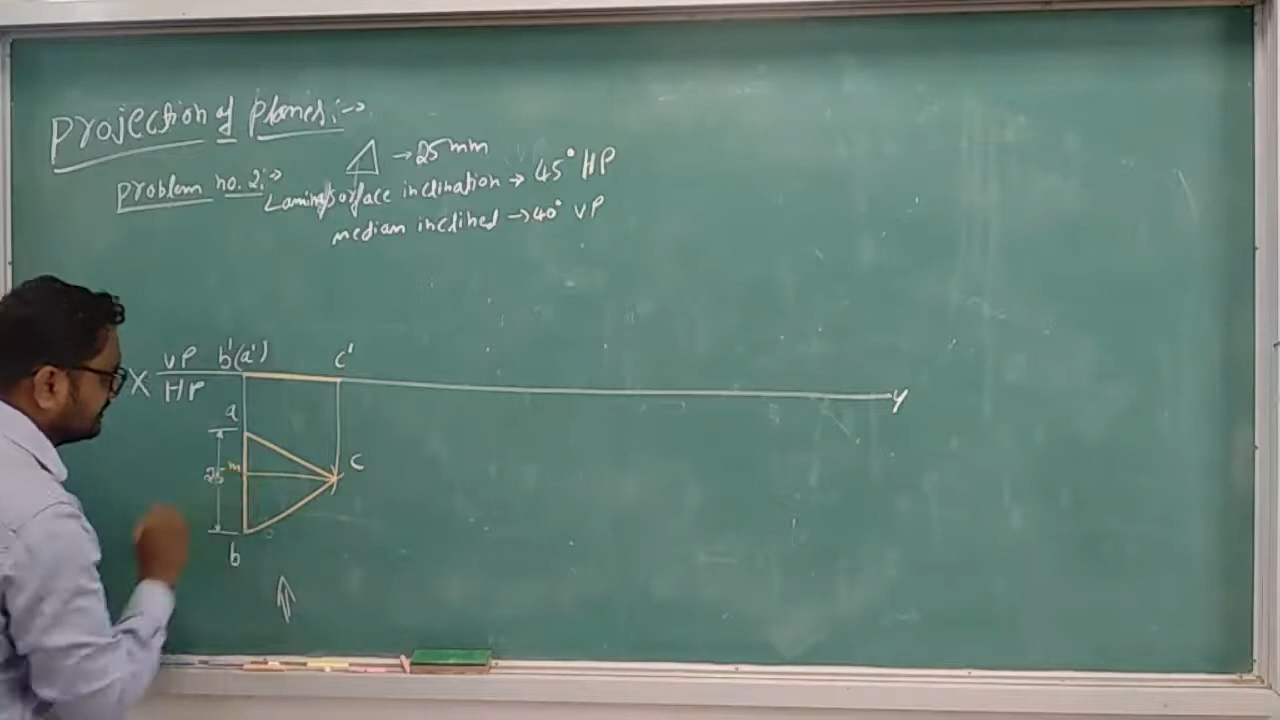 Projection of planes:→
△ → 25 mm
Problem no. 2:→
Lamina/surface inclination → 45° HP
median inclined → 40° VP
X VP b'(a') c'
HP y
a
m c
25
b